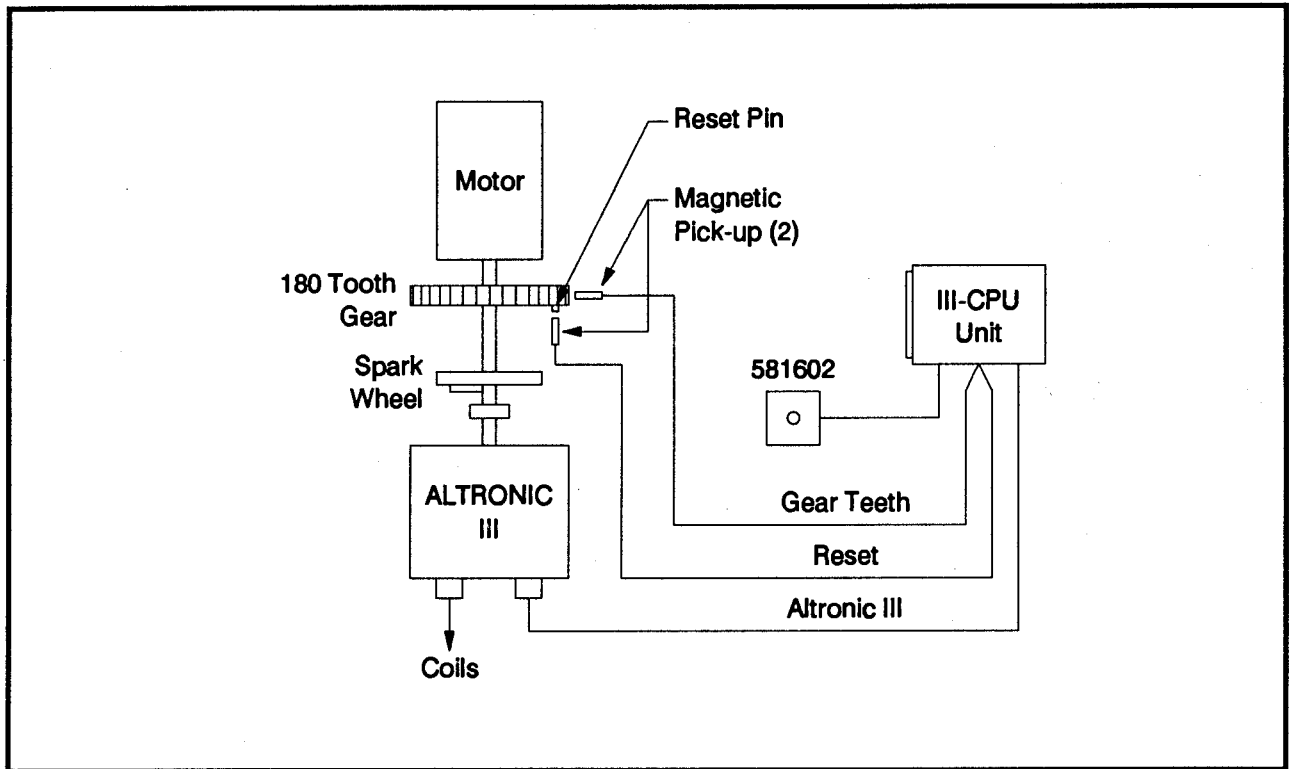 Motor
Reset Pin
Magnetic
Pick-up (2)
180 Tooth
Gear
III-CPU
Unit
Spark
Wheel
581602
ALTRONIC
III
Gear Teeth
Reset
Altronic III
Coils